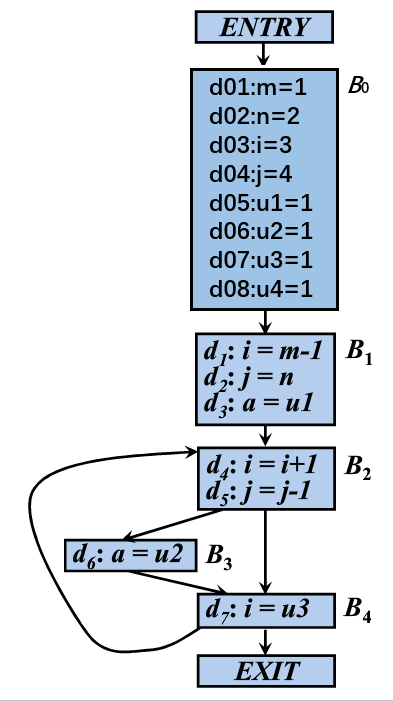 ENTRY
d01:m=1 B0
d02:n=2
d03:i=3
d04:j=4
d05:u1=1
d06:u2=1
d07:u3=1
d08:u4=1
d1: i = m-1 B1
d2: j = n
d3: a = u1
d4: i = i+1 B2
d5: j = j-1
d6: a = u2 B3
d7: i = u3 B4
EXIT